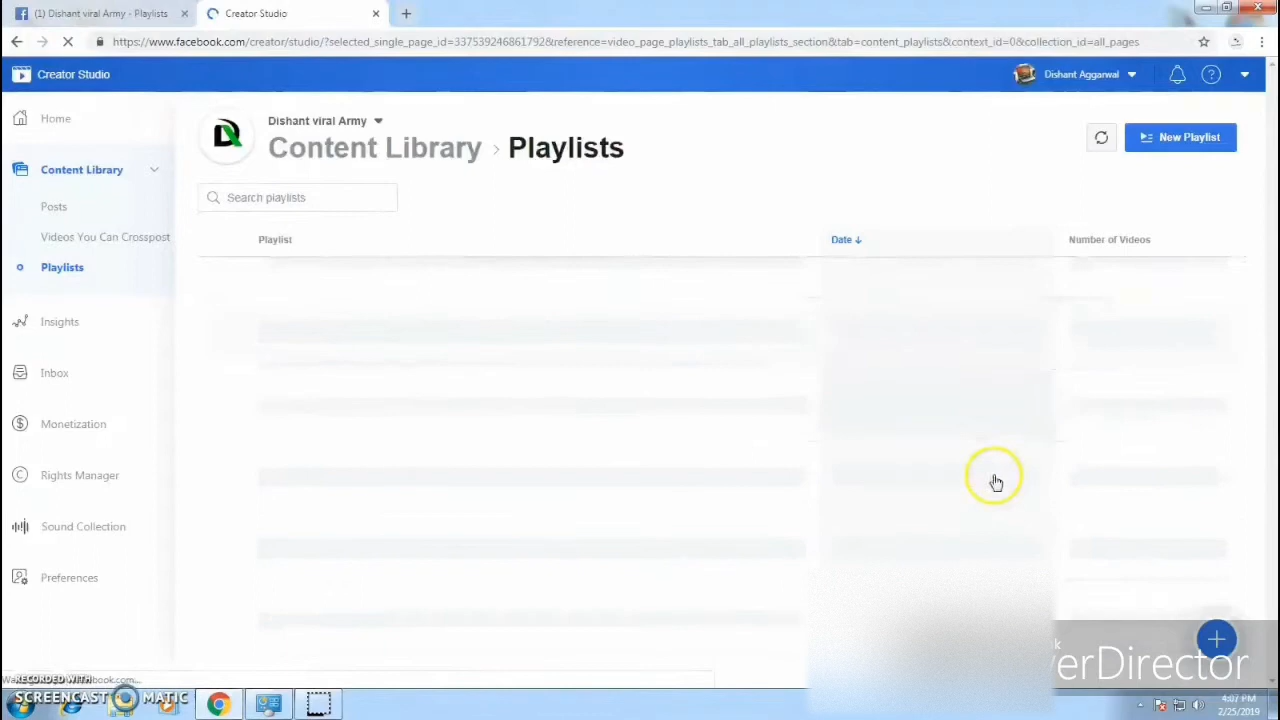 (1) Dishant viral Army - Playlists
Creator Studio
https://www.facebook.com/creator/studio/?selected_single_page_id=337539246861792&reference=video_page_playlists_tab_all_playlists_section&tab=content_playlists&context_id=0&collection_id=all_pages
Creator Studio
Dishant Aggarwal
Home
Dishant viral Army
Content Library > Playlists
New Playlist
Content Library
Posts
Search playlists
Videos You Can Crosspost
Playlist
Date ↓
Number of Videos
Playlists
Insights
Inbox
Monetization
Rights Manager
Sound Collection
Preferences
erDirector
RECORDED WITH
SCREENCAST MATIC
4:07 PM
2/25/2019